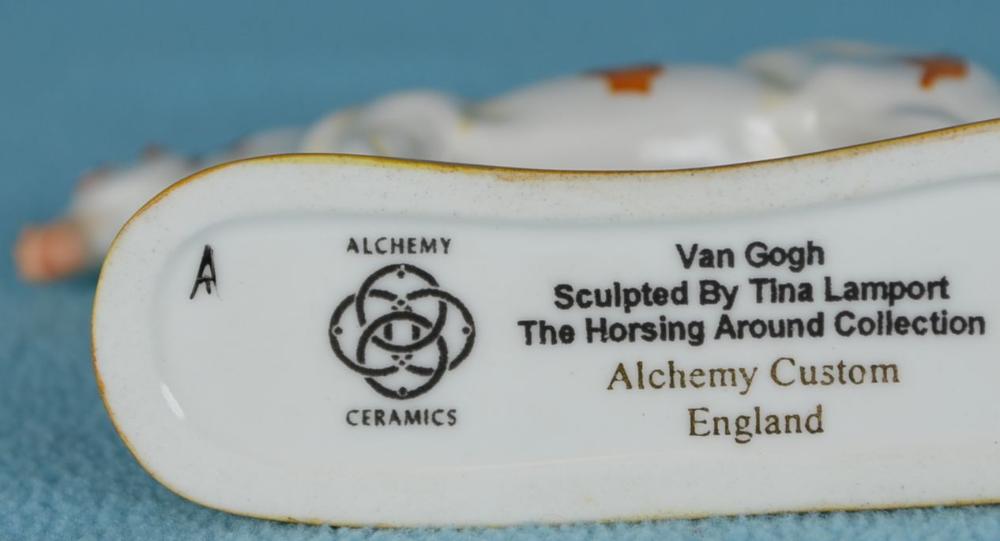 A
ALCHEMY
CERAMICS
Van Gogh
Sculpted By Tina Lamport
The Horsing Around Collection
Alchemy Custom
England